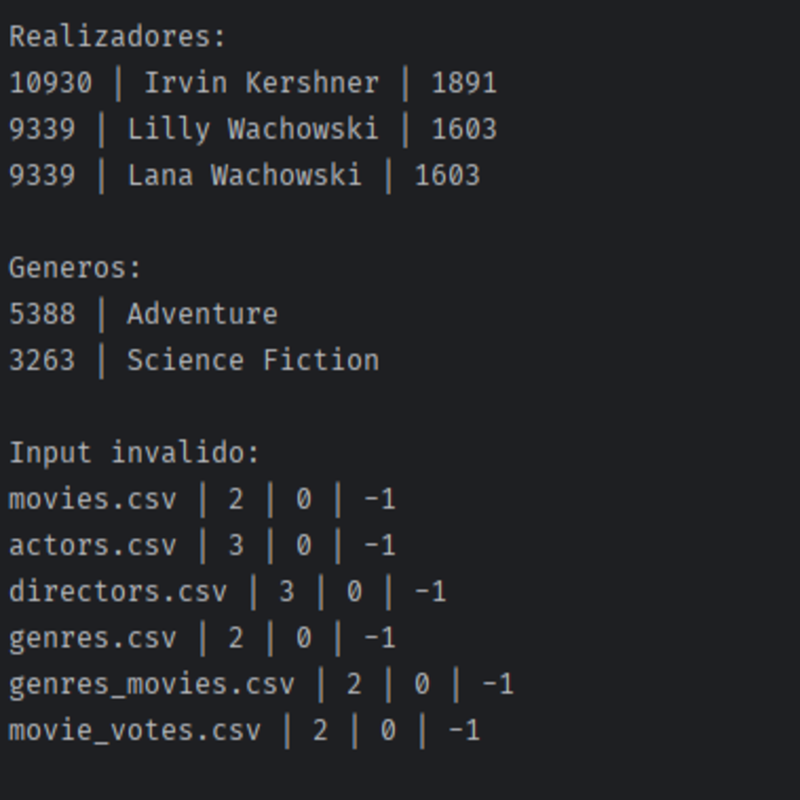 Realizadores:
10930 | Irvin Kershner | 1891
9339 | Lilly Wachowski | 1603
9339 | Lana Wachowski | 1603
Generos:
5388 | Adventure
3263 | Science Fiction
Input invalido:
movies.csv | 2 | 0 | -1
actors.csv | 3 | 0 | -1
directors.csv | 3 | 0 | -1
genres.csv | 2 | 0 | -1
genres_movies.csv | 2 | 0 | -1
movie_votes.csv | 2 | 0 | -1